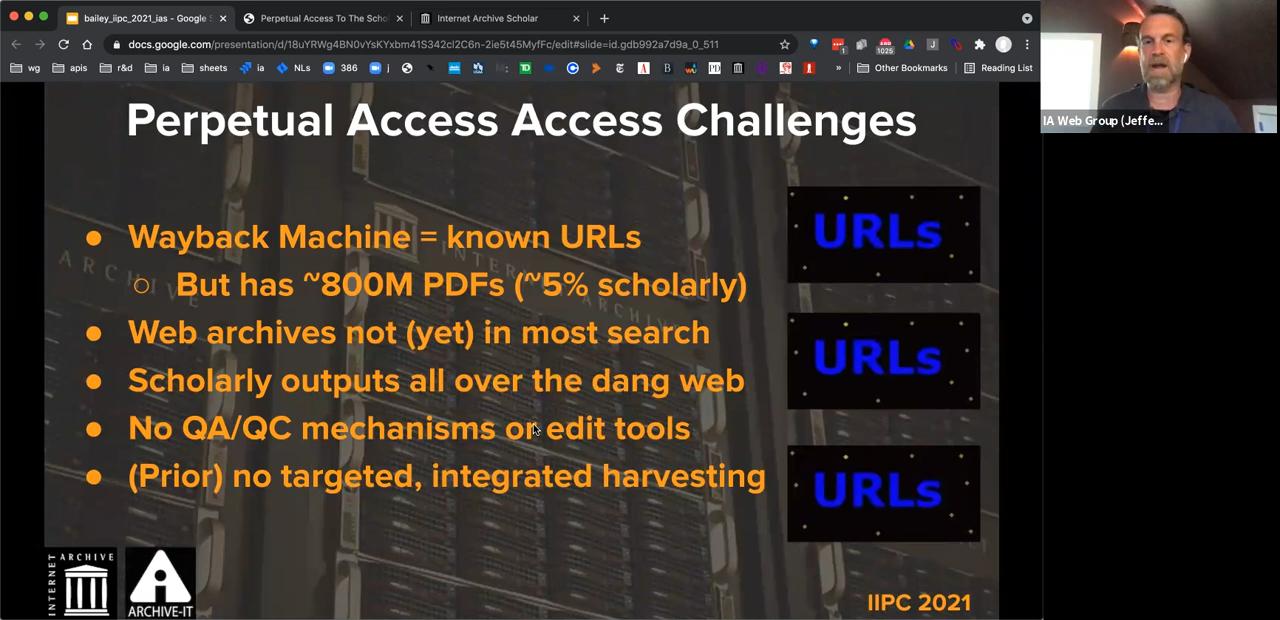 bailey_iipc_2021_ias - Google S
Perpetual Access To The Schol
Internet Archive Scholar
docs.google.com/presentation/d/18uYRWg4BN0vYsKYxbm41S342cI2C6n-2ie5t45MyfFc/edit#slide=id.gdb992a7d9a_0_511
wg
apis
r&d
ia
sheets
ia
NLs
386
j
Other Bookmarks
Reading List
IA Web Group (Jeffe...
Perpetual Access Access Challenges
● Wayback Machine = known URLs
○ But has ~800M PDFs (~5% scholarly)
● Web archives not (yet) in most search
● Scholarly outputs all over the dang web
● No QA/QC mechanisms or edit tools
● (Prior) no targeted, integrated harvesting
URLs
URLs
URLs
INTERNET ARCHIVE
ARCHIVE-IT
IIPC 2021